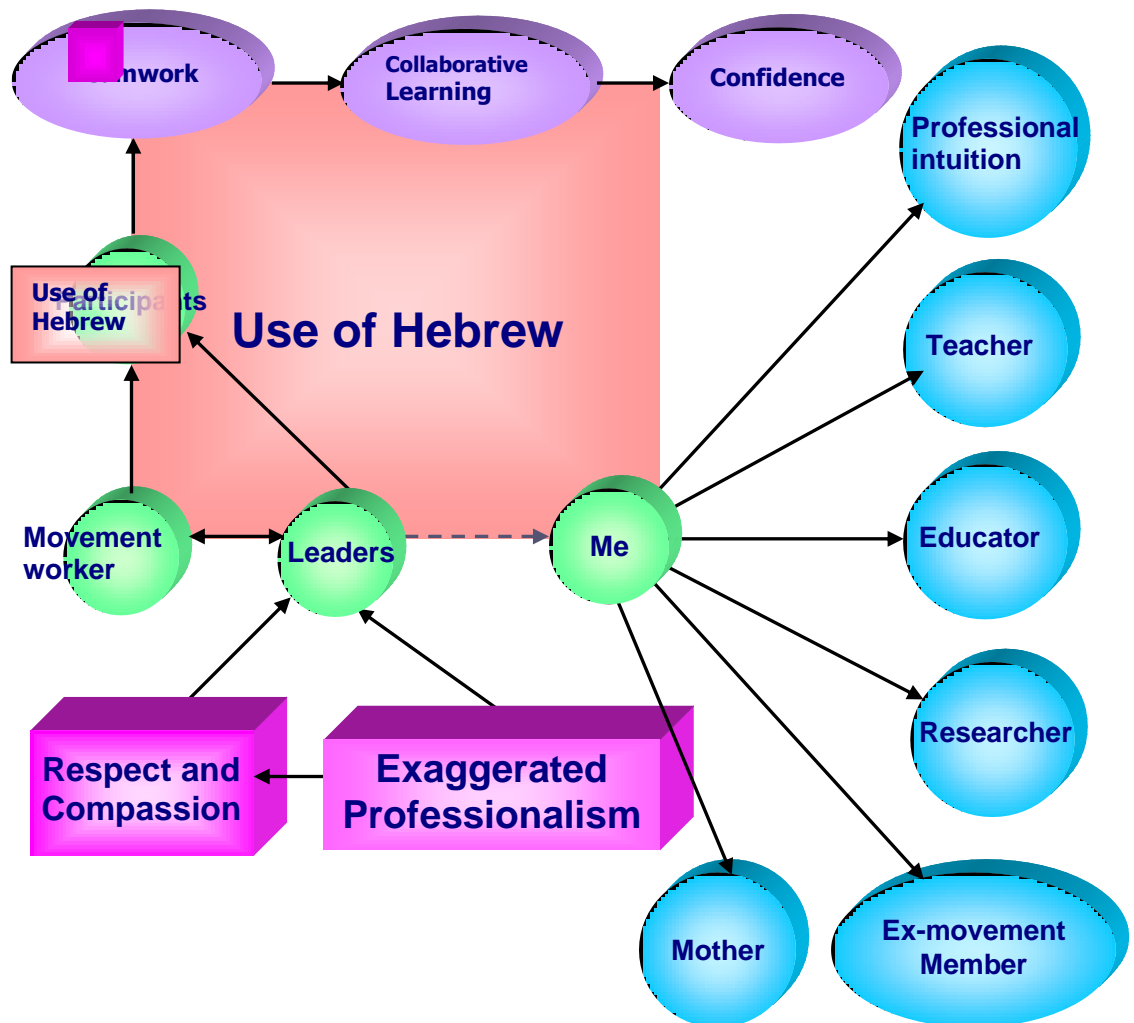 mwork
Collaborative
Learning
Confidence
Professional
intuition
Use of
Hebrew
Participants
Use of Hebrew
Teacher
Movement
worker
Leaders
Me
Educator
Respect and
Compassion
Exaggerated
Professionalism
Researcher
Mother
Ex-movement
Member